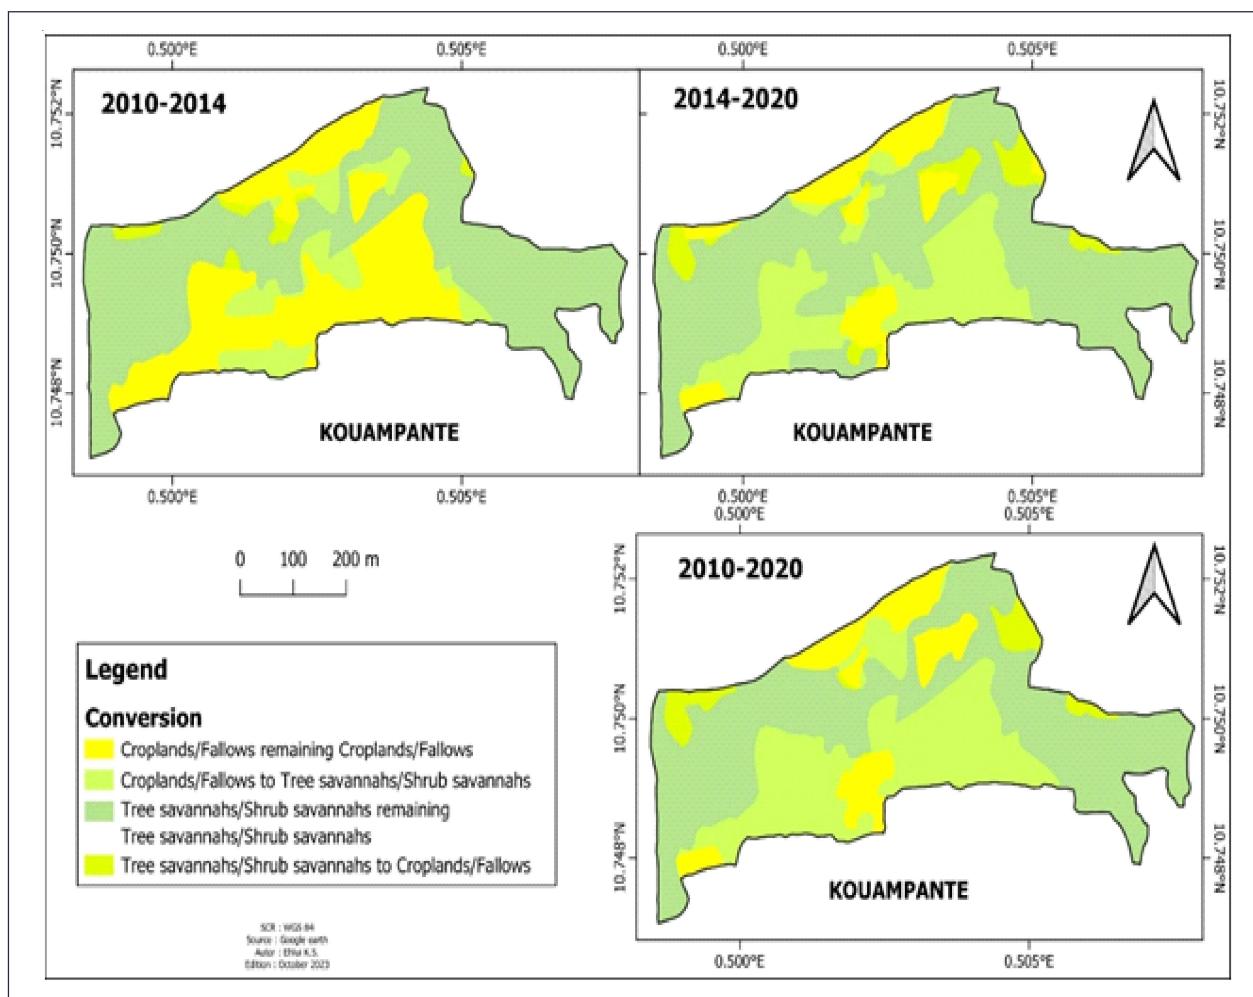 0.500°E 0.505°E 0.500°E 0.505°E
2010-2014
2014-2020
10.752°N
10.750°N
10.748°N
10.752°N
10.750°N
10.748°N
KOUAMPANTE
KOUAMPANTE
0.500°E 0.505°E 0.500°E 0.505°E
0.500°E 0.505°E
0 100 200 m
2010-2020
10.752°N
10.750°N
10.748°N
10.752°N
10.750°N
10.748°N
KOUAMPANTE
0.500°E 0.505°E
Legend
Conversion
Croplands/Fallows remaining Croplands/Fallows
Croplands/Fallows to Tree savannahs/Shrub savannahs
Tree savannahs/Shrub savannahs remaining
Tree savannahs/Shrub savannahs
Tree savannahs/Shrub savannahs to Croplands/Fallows
SCR : WGS 84
Source : Google earth
Autor : K.S.
Edition : October 2023